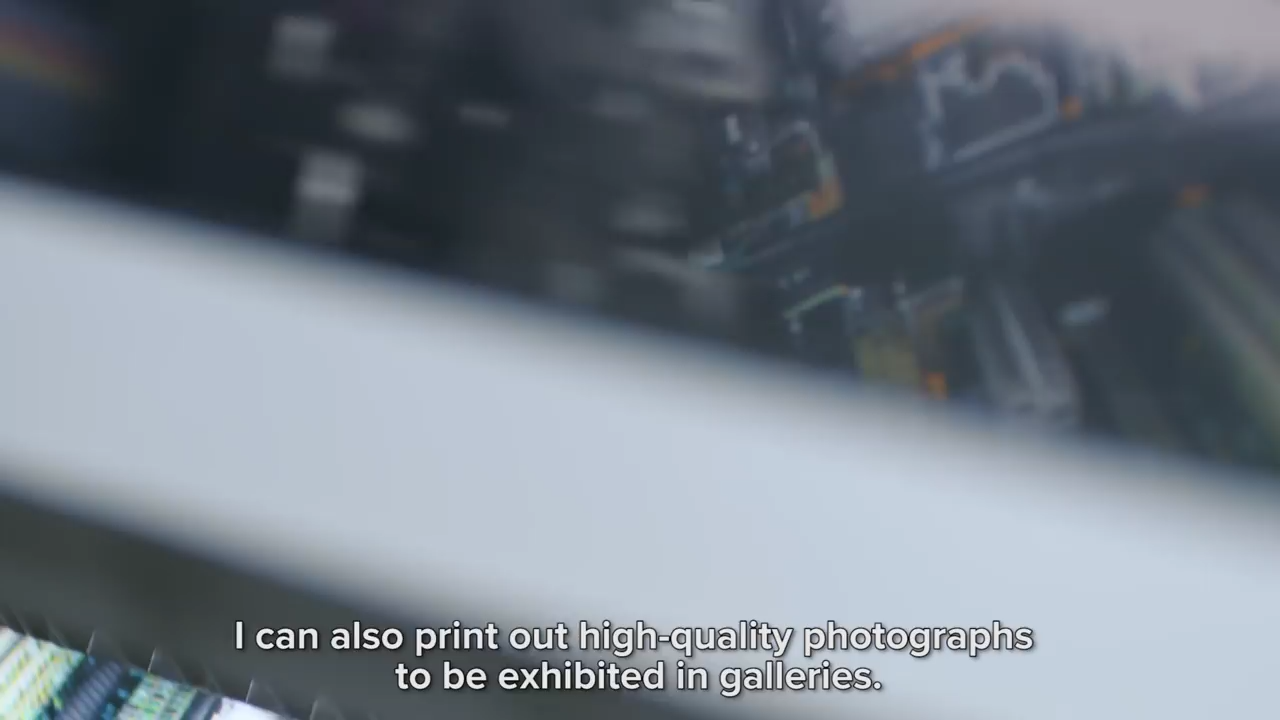 I can also print out high-quality photographs
to be exhibited in galleries.